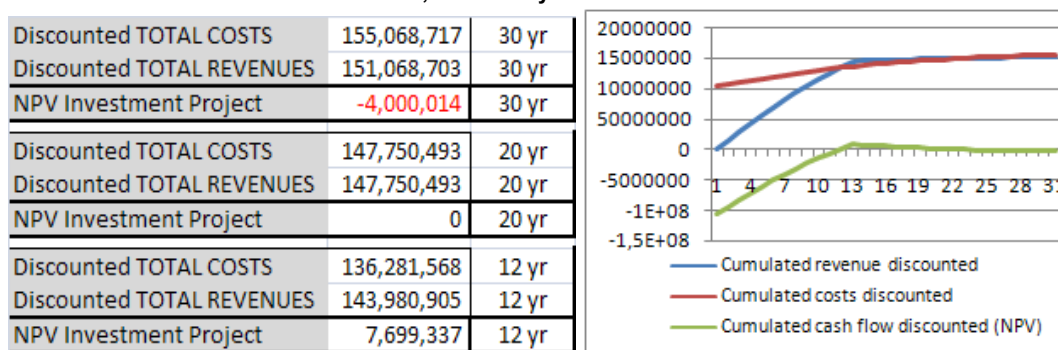 Discounted TOTAL COSTS 155,068,717 30 yr
Discounted TOTAL REVENUES 151,068,703 30 yr
NPV Investment Project -4,000,014 30 yr
Discounted TOTAL COSTS 147,750,493 20 yr
Discounted TOTAL REVENUES 147,750,493 20 yr
NPV Investment Project 0 20 yr
Discounted TOTAL COSTS 136,281,568 12 yr
Discounted TOTAL REVENUES 143,980,905 12 yr
NPV Investment Project 7,699,337 12 yr
20000000
15000000
10000000
50000000
0
-5000000
-1E+08
-1,5E+08
1 4 7 10 13 16 19 22 25 28 31
Cumulated revenue discounted
Cumulated costs discounted
Cumulated cash flow discounted (NPV)